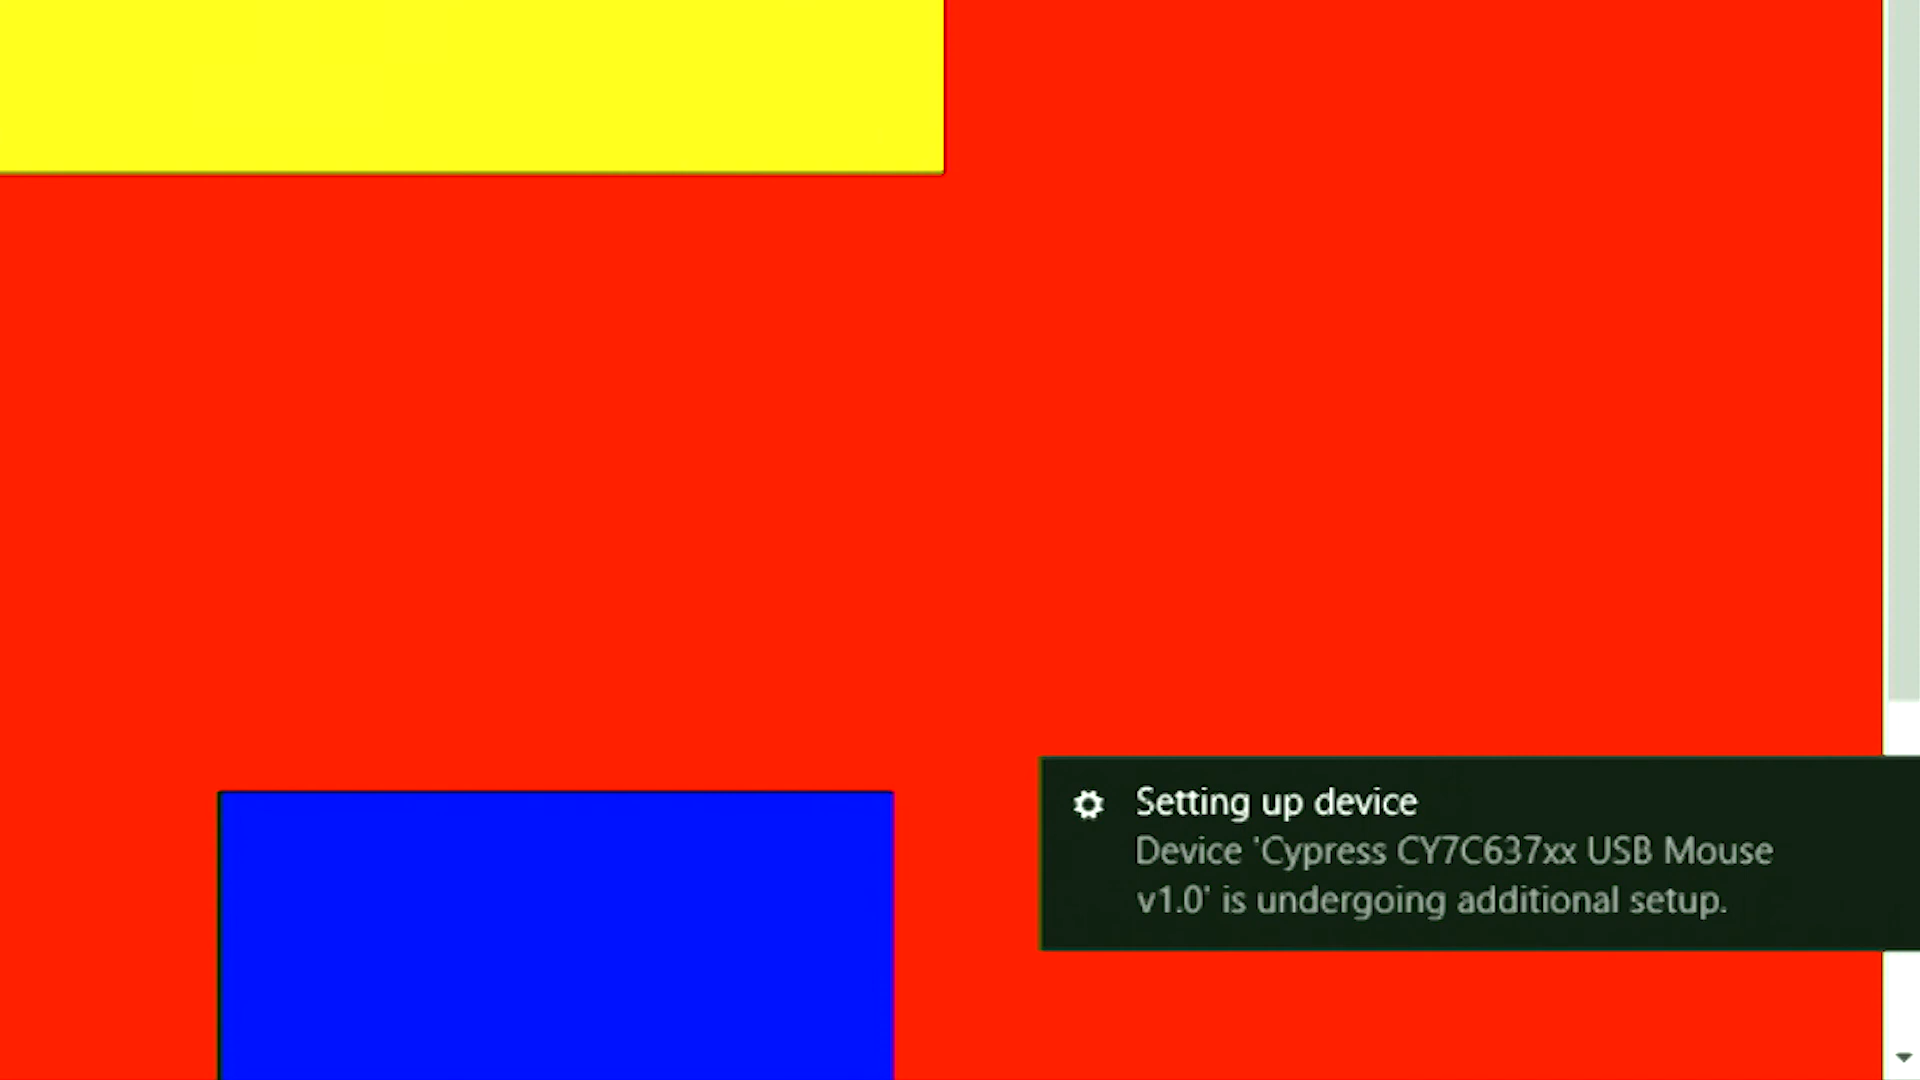 Setting up device
Device 'Cypress CY7C637xx USB Mouse
v1.0' is undergoing additional setup.